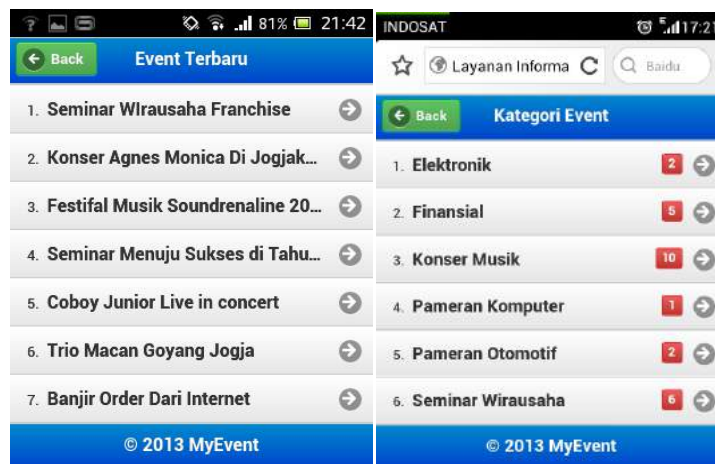 81% 21:42
Back Event Terbaru
1. Seminar WIrausaha Franchise
2. Konser Agnes Monica Di Jogjak...
3. Festifal Musik Soundrenaline 20...
4. Seminar Menuju Sukses di Tahu...
5. Coboy Junior Live in concert
6. Trio Macan Goyang Jogja
7. Banjir Order Dari Internet
© 2013 MyEvent
INDOSAT 17:21
Layanan Informa Baidu
Back Kategori Event
1. Elektronik 2
2. Finansial 5
3. Konser Musik 10
4. Pameran Komputer 1
5. Pameran Otomotif 2
6. Seminar Wirausaha 6
© 2013 MyEvent